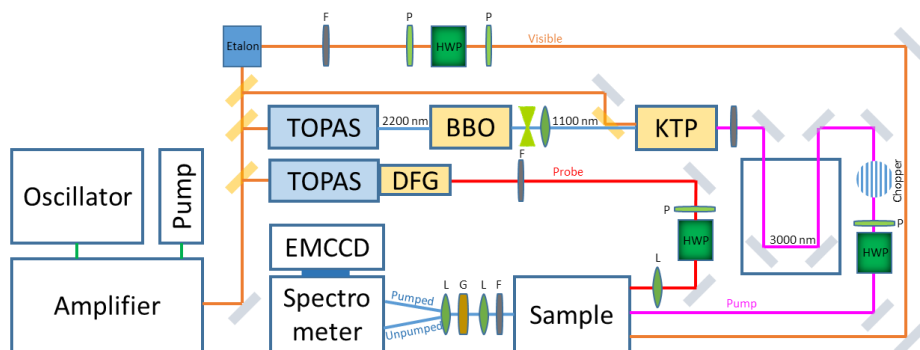 F
P
P
Etalon
HWP
Visible
TOPAS
2200 nm
BBO
1100 nm
KTP
F
TOPAS
DFG
Probe
Chopper
Oscillator
Pump
P
P
HWP
3000 nm
HWP
EMCCD
L
Amplifier
Spectro
meter
Pumped
Unpumped
L
G
L
F
Sample
Pump